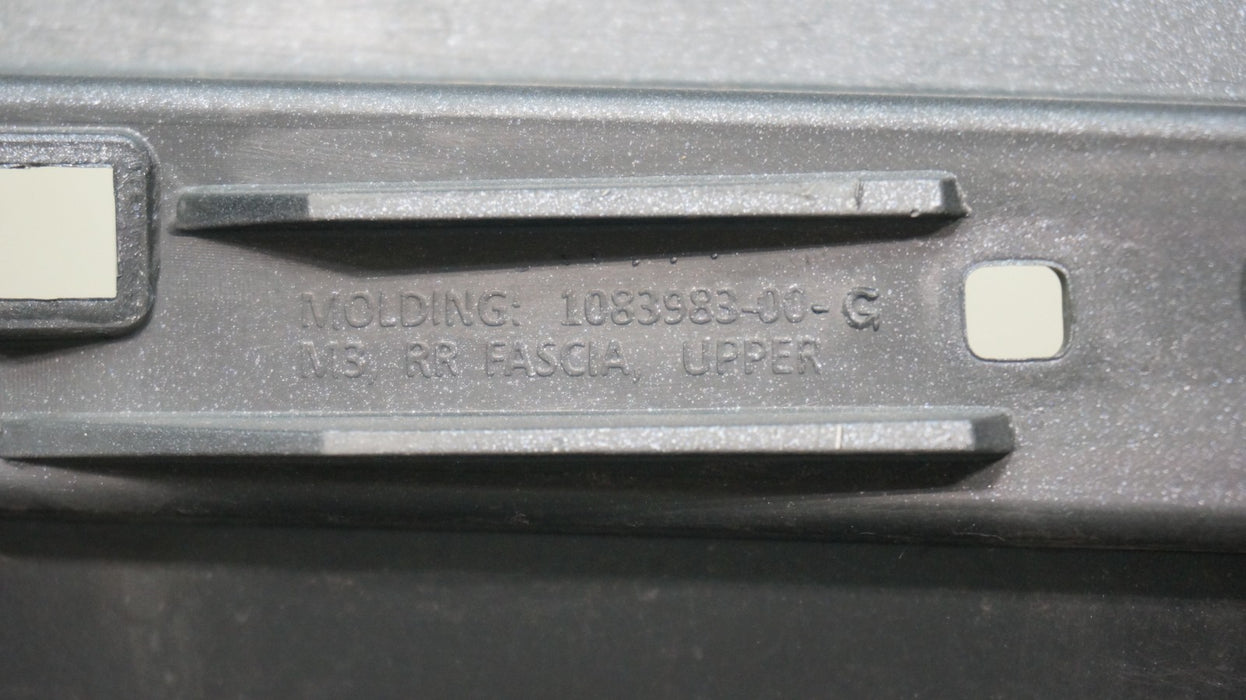 MOLDING: 1083983-00-G
M3, RR FASCIA, UPPER